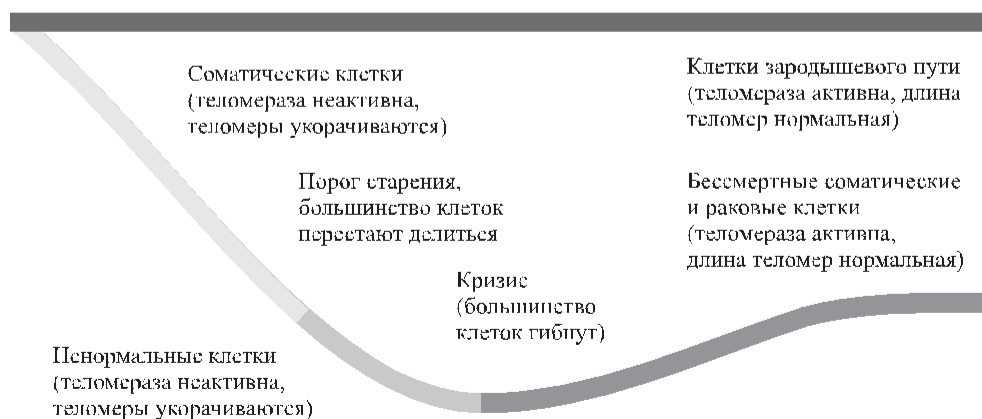 Соматические клетки
(теломераза неактивна,
теломеры укорачиваются)
Клетки зародышевого пути
(теломераза активна, длина
теломер нормальная)
Порог старения,
большинство клеток
перестают делиться
Бессмертные соматические
и раковые клетки
(теломераза активна,
длина теломер нормальная)
Кризис
(большинство
клеток гибнут)
Ненормальные клетки
(теломераза неактивна,
теломеры укорачиваются)